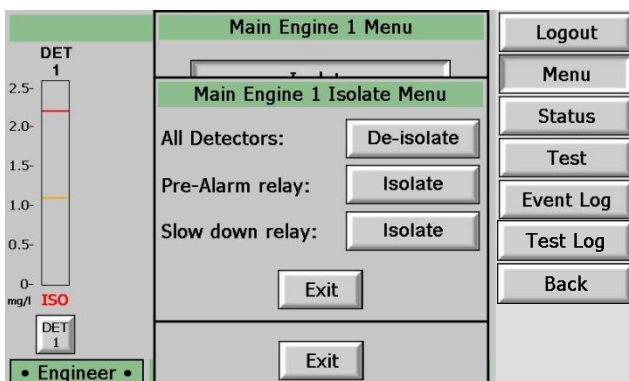 Main Engine 1 Menu
Logout
DET
1
Menu
2.5-
Main Engine 1 Isolate Menu
Status
2.0-
All Detectors:
De-isolate
Test
1.5-
Pre-Alarm relay:
Isolate
Event Log
1.0-
Slow down relay:
Isolate
Test Log
0.5-
Back
0-
Exit
mg/l ISO
DET
1
Exit
• Engineer •